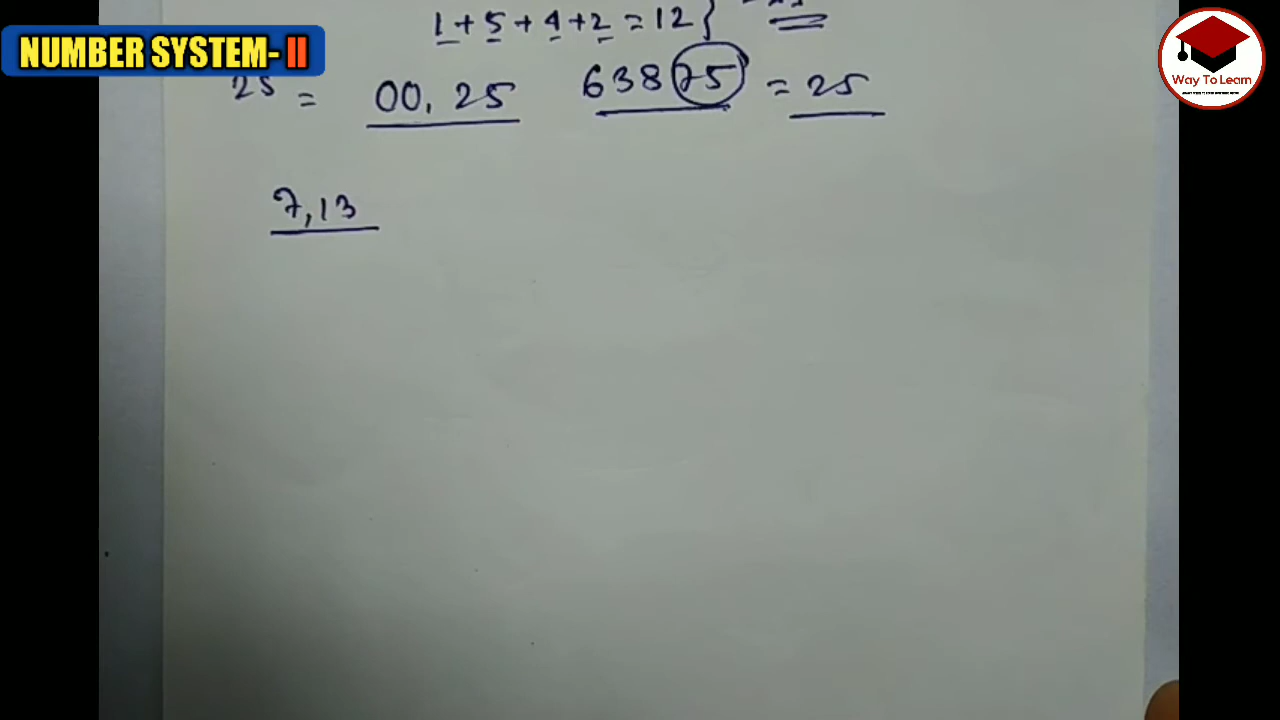 1 + 5 + 4 + 2 = 12 }
NUMBER SYSTEM- II
Way To Learn
25 = 00, 25 63825 = 25
7, 13